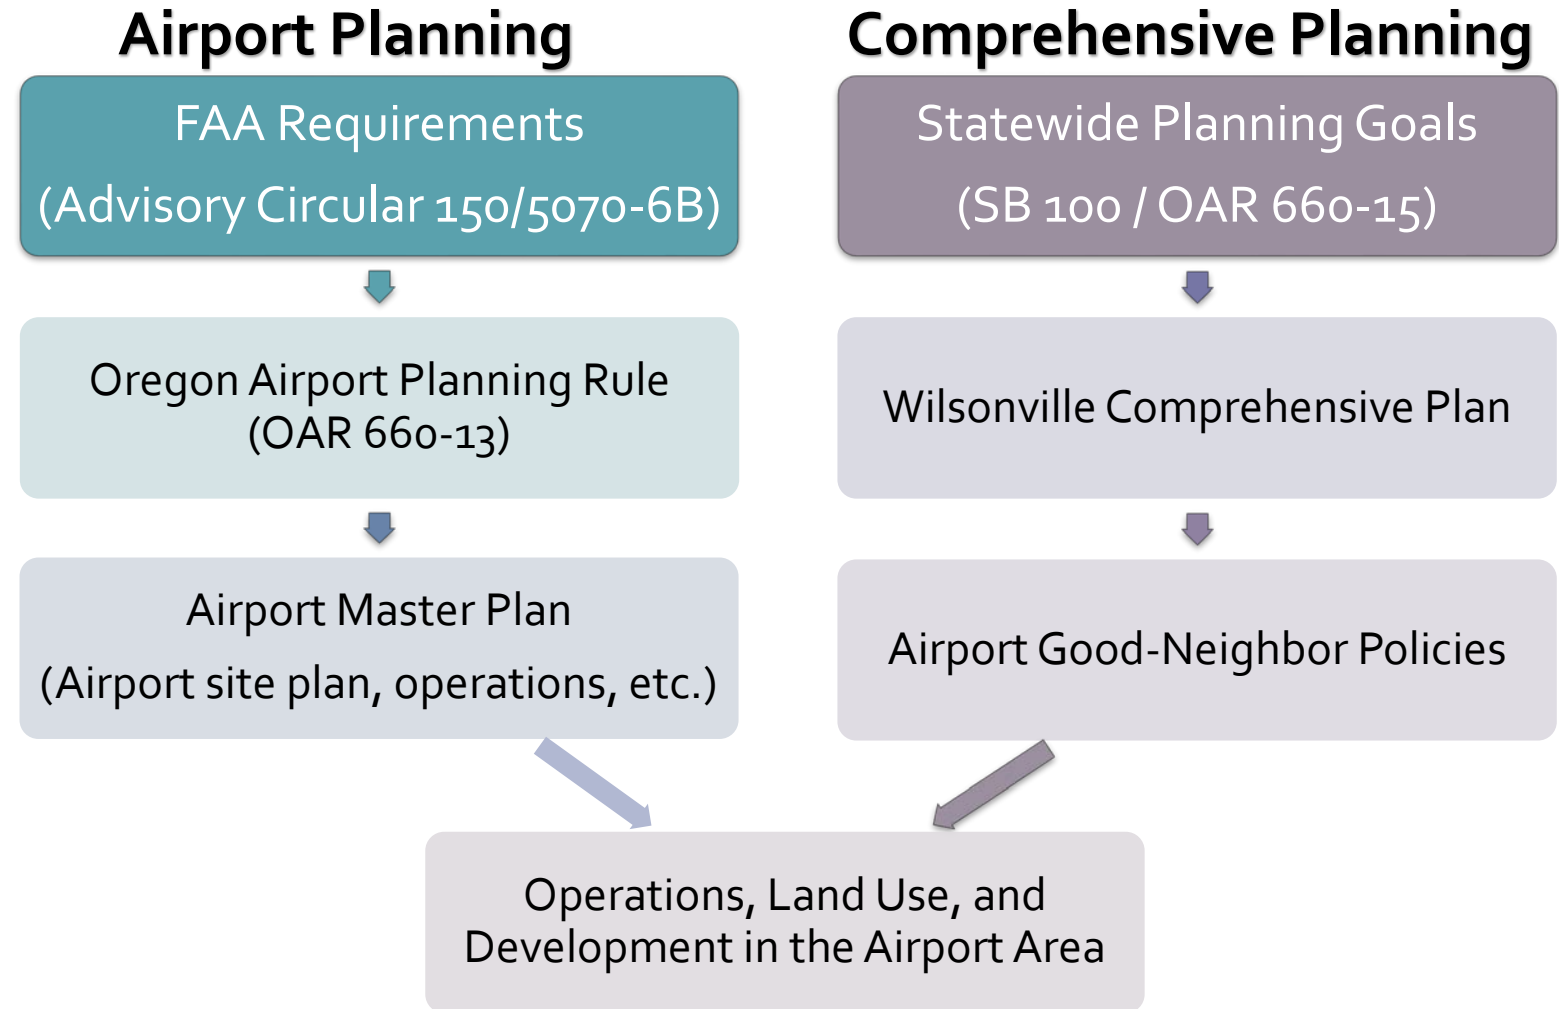 Airport Planning
FAA Requirements
(Advisory Circular 150/5070-6B)
Oregon Airport Planning Rule
(OAR 660-13)
Airport Master Plan
(Airport site plan, operations, etc.)
Comprehensive Planning
Statewide Planning Goals
(SB 100 / OAR 660-15)
Wilsonville Comprehensive Plan
Airport Good-Neighbor Policies
Operations, Land Use, and
Development in the Airport Area